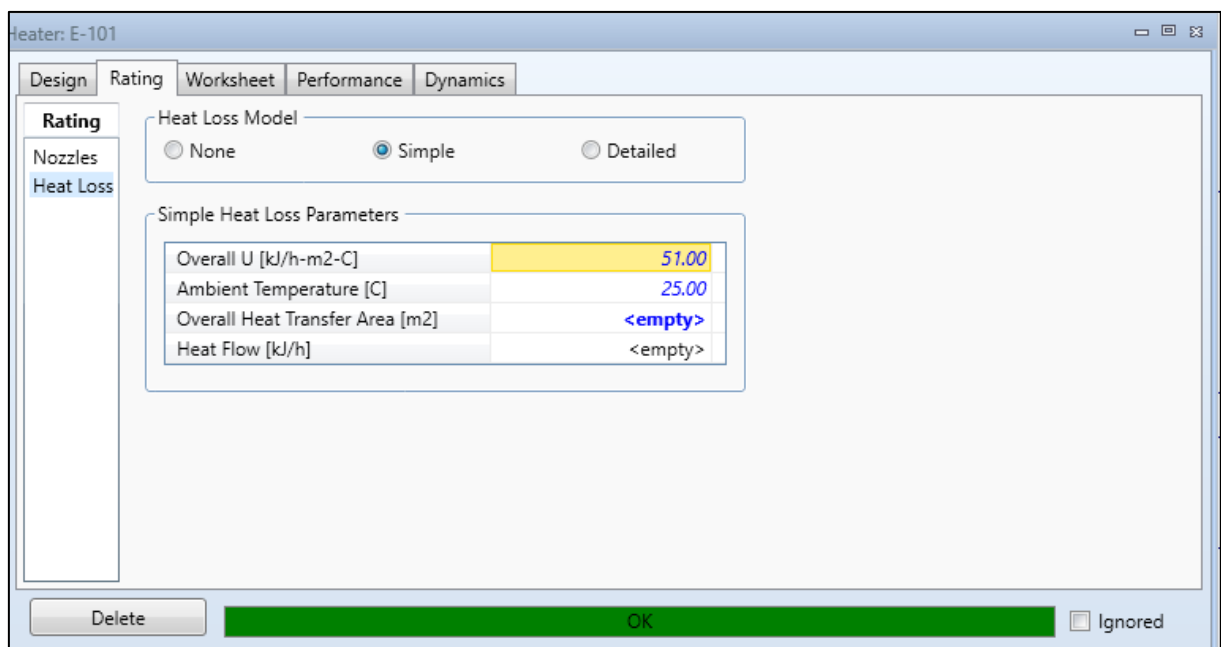 Heater: E-101
Design Rating Worksheet Performance Dynamics
Rating
Nozzles
Heat Loss
Heat Loss Model
None Simple Detailed
Simple Heat Loss Parameters
Overall U [kJ/h-m2-C] 51.00
Ambient Temperature [C] 25.00
Overall Heat Transfer Area [m2] <empty>
Heat Flow [kJ/h] <empty>
Delete OK Ignored